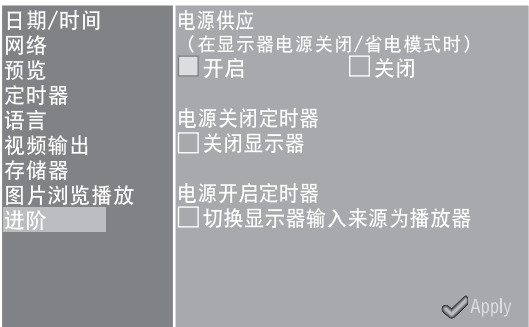 日期/时间
网络
预览
定时器
语言
视频输出
存储器
图片浏览播放
进阶
电源供应
（在显示器电源关闭/省电模式时）
开启 关闭
电源关闭定时器
关闭显示器
电源开启定时器
切换显示器输入来源为播放器
Apply